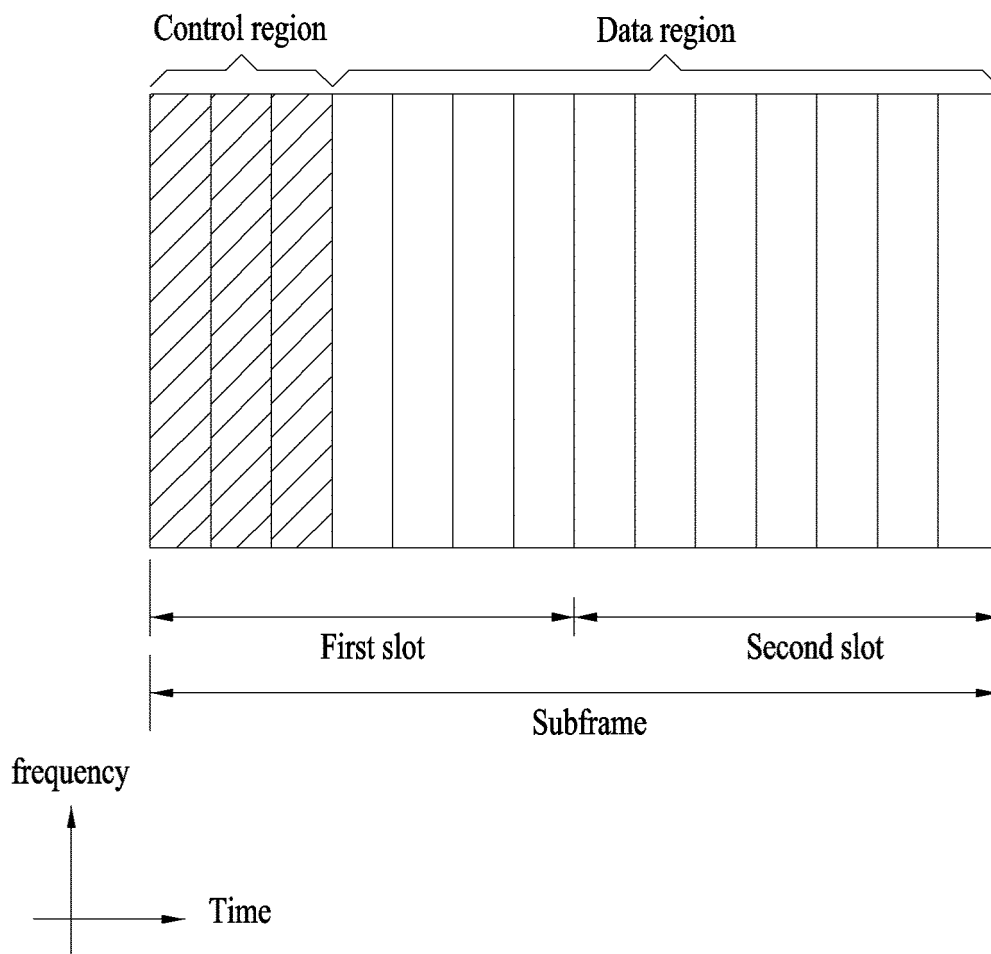 Control region
Data region
First slot
Second slot
Subframe
frequency
Time